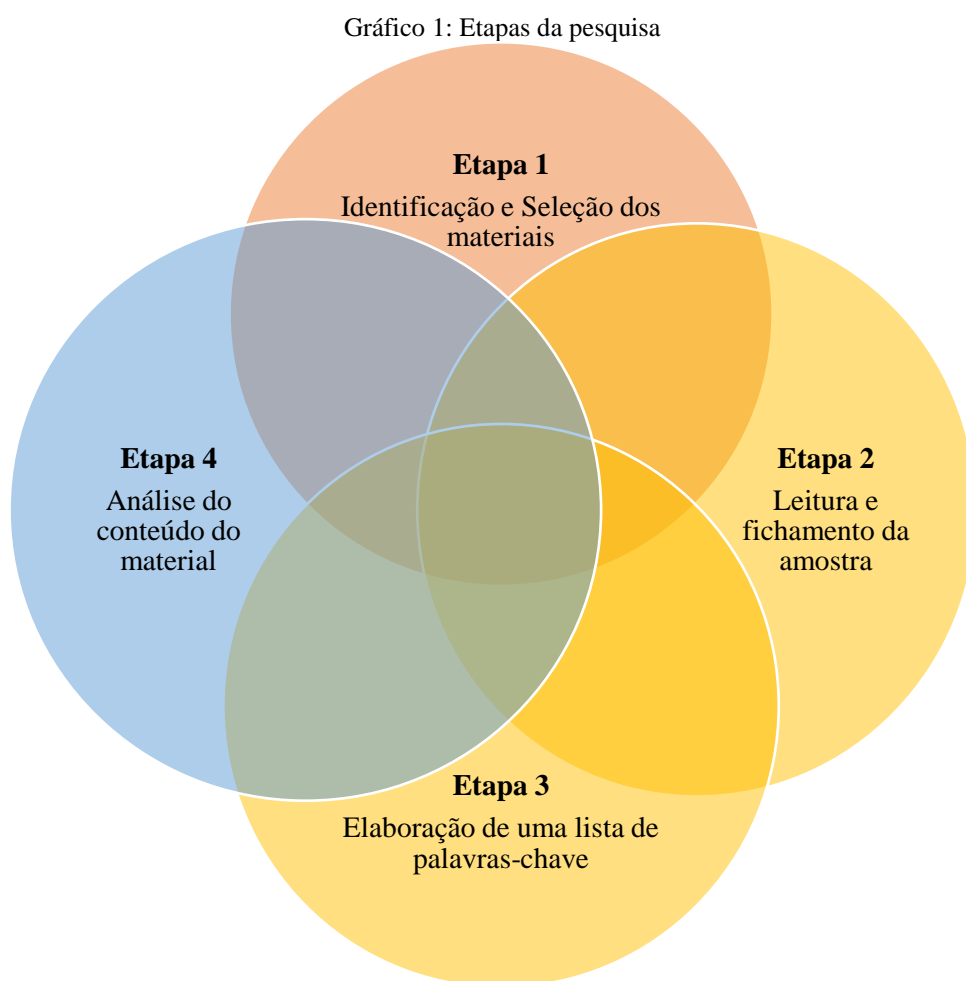 Gráfico 1: Etapas da pesquisa
Etapa 1
Identificação e Seleção dos
materiais
Etapa 2
Leitura e
fichamento da
amostra
Etapa 3
Elaboração de uma lista de
palavras-chave
Etapa 4
Análise do
conteúdo do
material